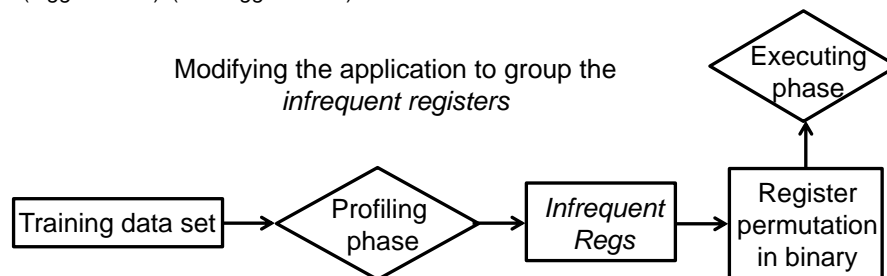 Modifying the application to group the
infrequent registers
Executing
phase
Training data set
Profiling
phase
Infrequent
Regs
Register
permutation
in binary